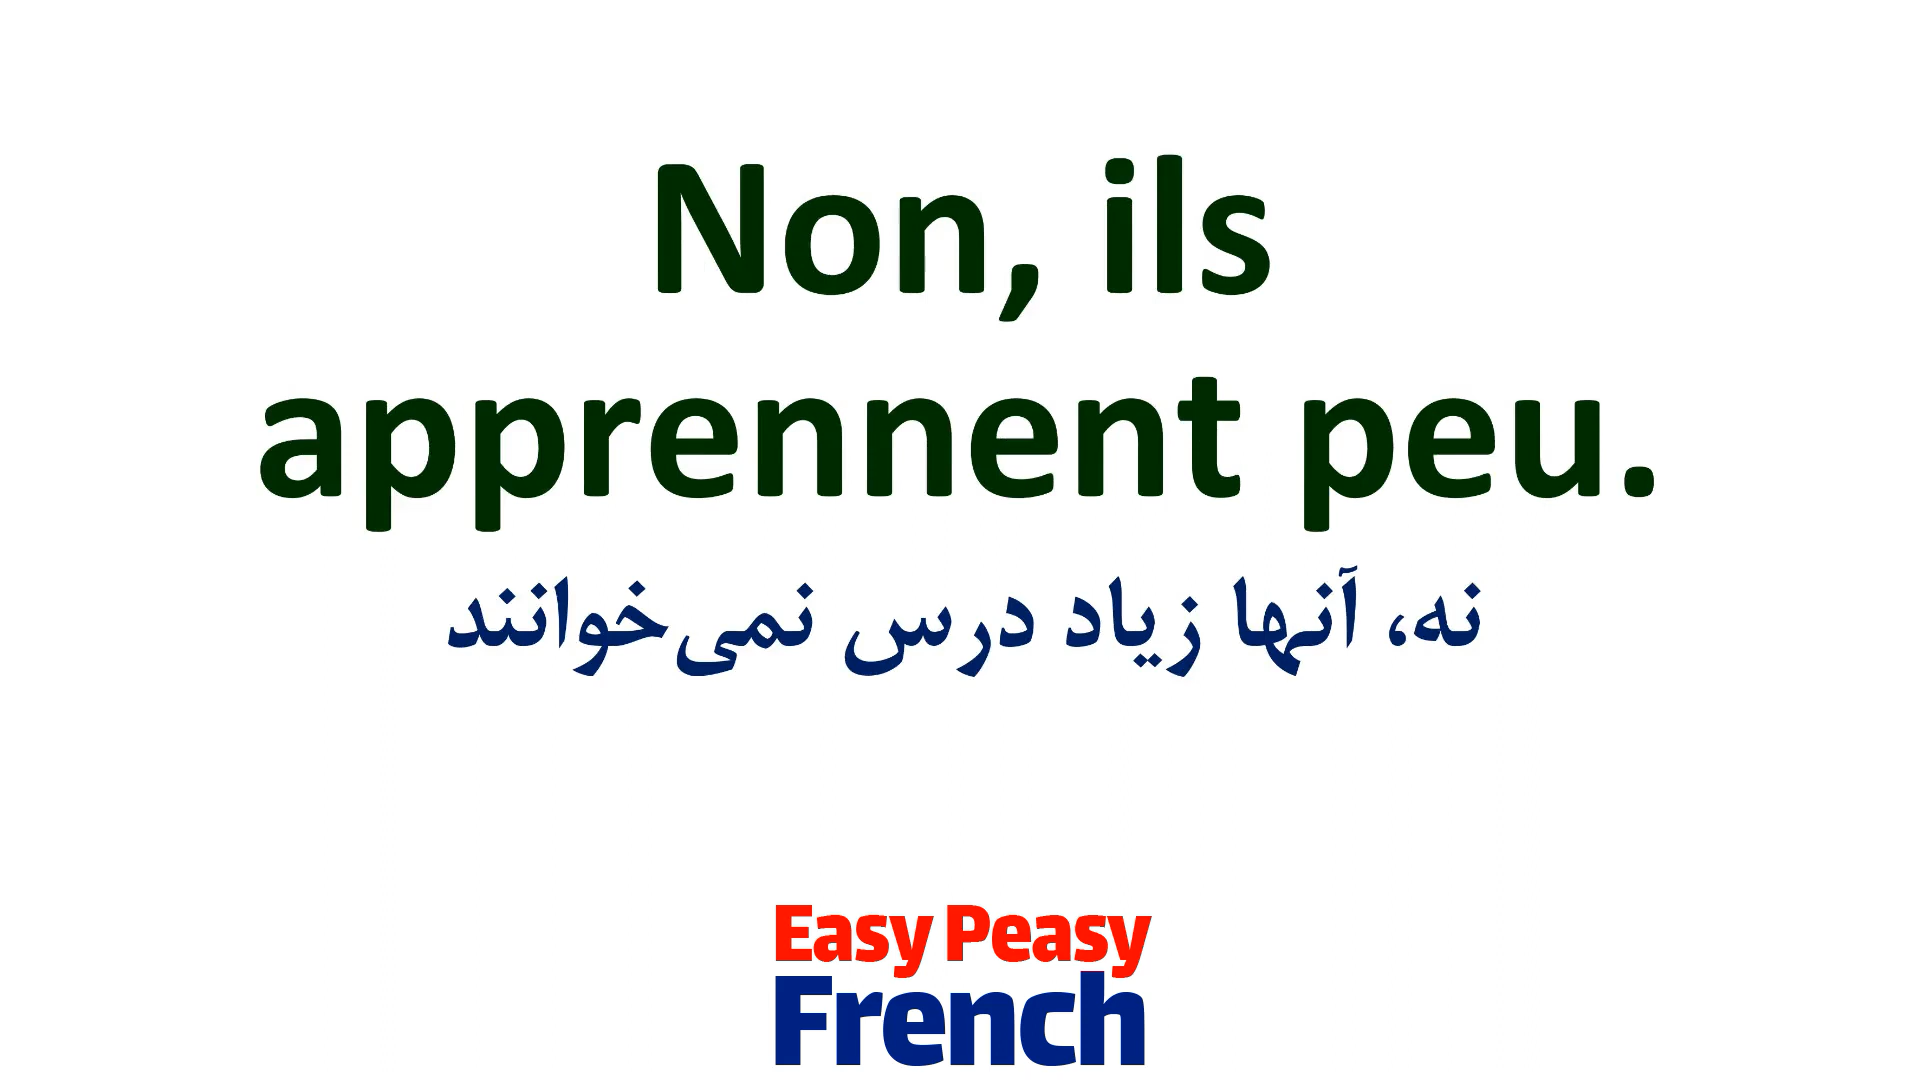 Non, ils
apprennent peu.
نه، آنها زیاد درس نمی‌خوانند
Easy Peasy
French